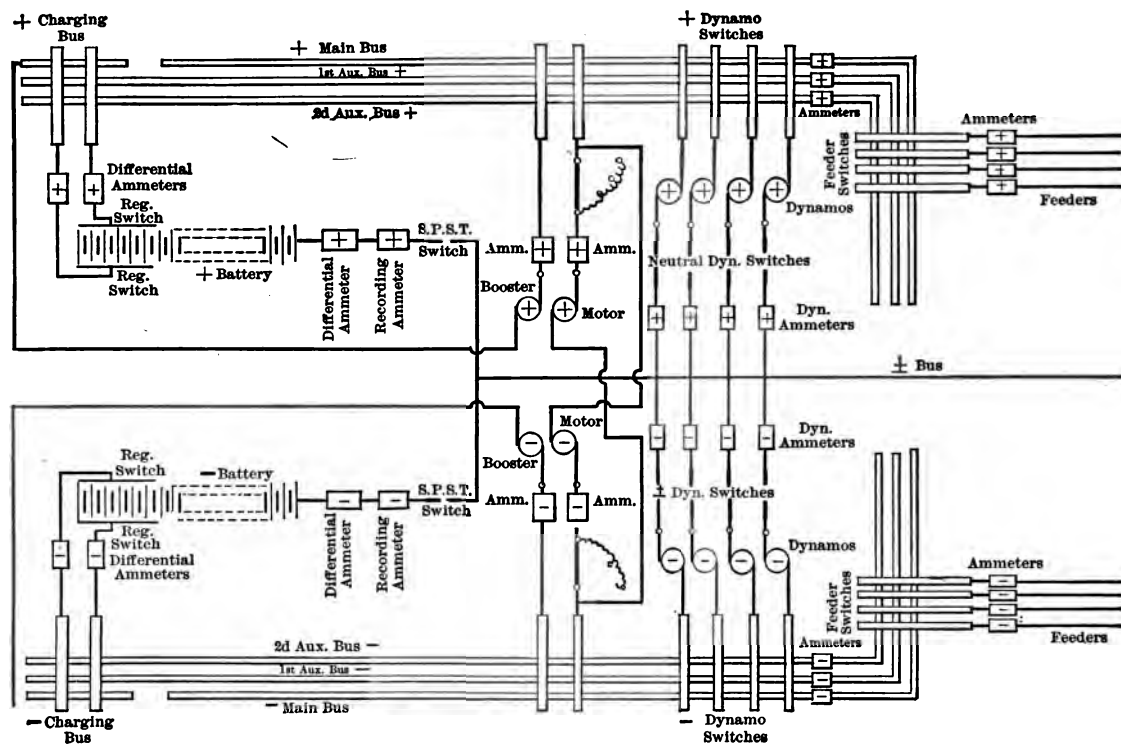 + Charging
Bus
+ Main Bus
1st Aux. Bus +
2d Aux. Bus +
+ Dynamo
Switches
Ammeters
Feeder
Switches
Ammeters
Feeders
Differential
Ammeters
Reg.
Switch
Reg.
Switch
+ Battery
Differential
Ammeter
Recording
Ammeter
S.P.S.T.
Switch
Amm.
Amm.
Booster
Motor
Dynamos
Neutral Dyn. Switches
Dyn.
Ammeters
± Bus
Motor
Booster
Dyn.
Ammeters
Reg.
Switch
- Battery
Reg.
Switch
Differential
Ammeters
Differential
Ammeter
Recording
Ammeter
S.P.S.T.
Switch
Amm.
Amm.
± Dyn. Switches
Dynamos
Feeder
Switches
Ammeters
Feeders
2d Aux. Bus -
1st Aux. Bus -
- Main Bus
Ammeters
- Charging
Bus
- Dynamo
Switches